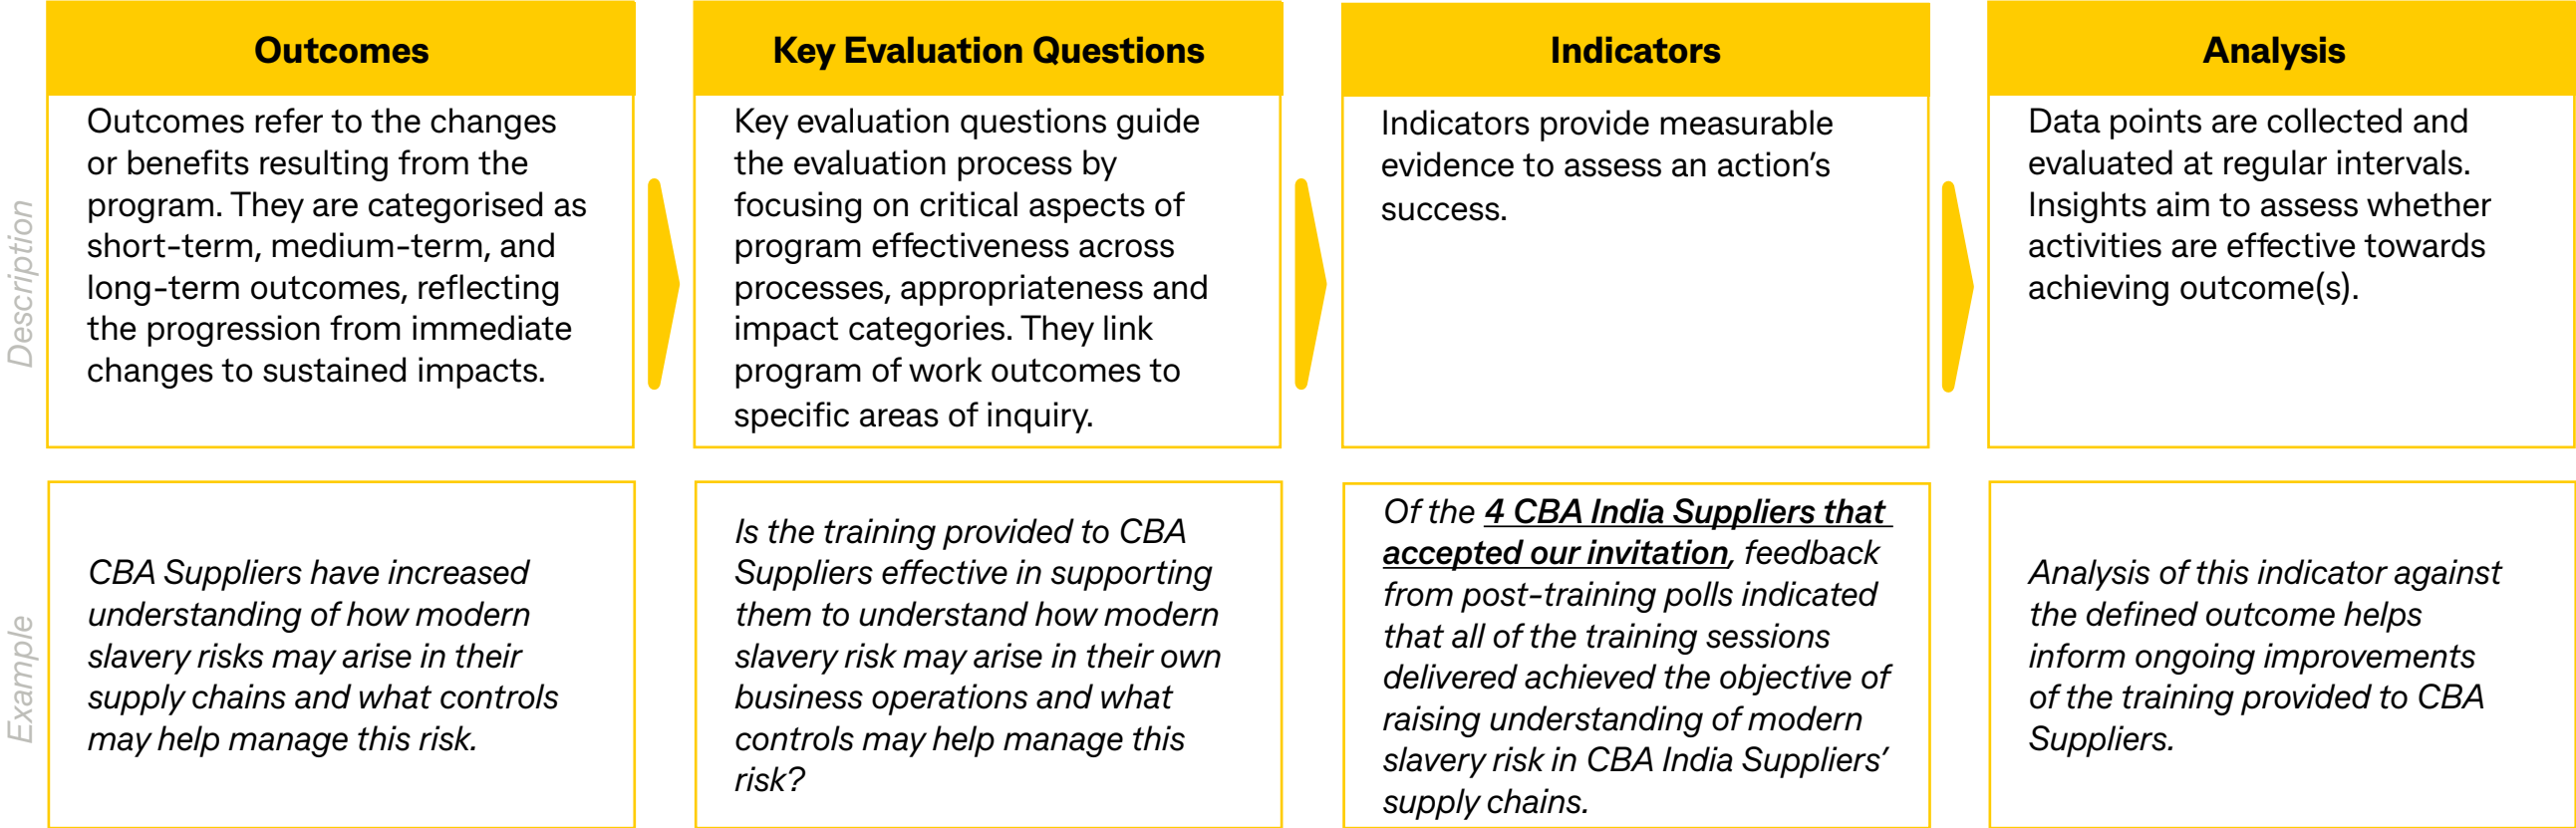 Outcomes
Key Evaluation Questions
Indicators
Analysis
Description
Outcomes refer to the changes
or benefits resulting from the
program. They are categorised as
short-term, medium-term, and
long-term outcomes, reflecting
the progression from immediate
changes to sustained impacts.
Key evaluation questions guide
the evaluation process by
focusing on critical aspects of
program effectiveness across
processes, appropriateness and
impact categories. They link
program of work outcomes to
specific areas of inquiry.
Indicators provide measurable
evidence to assess an action’s
success.
Data points are collected and
evaluated at regular intervals.
Insights aim to assess whether
activities are effective towards
achieving outcome(s).
Example
CBA Suppliers have increased
understanding of how modern
slavery risks may arise in their
supply chains and what controls
may help manage this risk.
Is the training provided to CBA
Suppliers effective in supporting
them to understand how modern
slavery risk may arise in their own
business operations and what
controls may help manage this
risk?
Of the 4 CBA India Suppliers that
accepted our invitation, feedback
from post-training polls indicated
that all of the training sessions
delivered achieved the objective of
raising understanding of modern
slavery risk in CBA India Suppliers’
supply chains.
Analysis of this indicator against
the defined outcome helps
inform ongoing improvements
of the training provided to CBA
Suppliers.